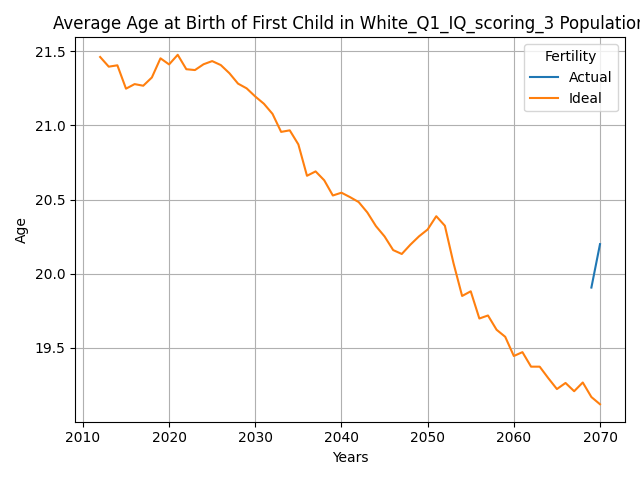 Average Age at Birth of First Child in White_Q1_IQ_scoring_3 Population
Fertility
Actual
Ideal
21.5
21.0
20.5
20.0
19.5
Age
2010 2020 2030 2040 2050 2060 2070
Years